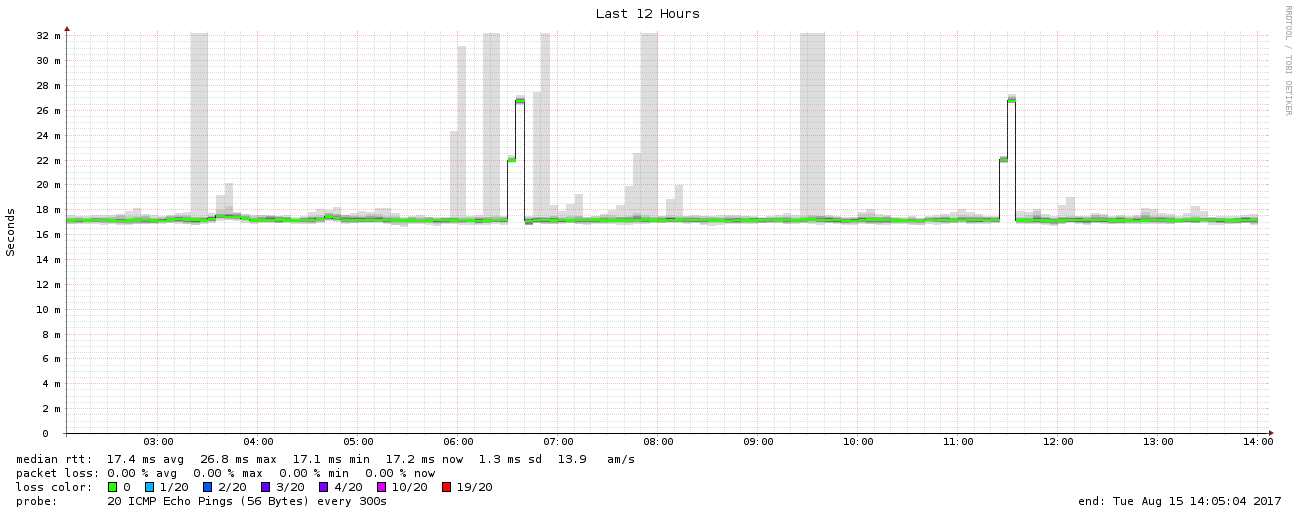 Last 12 Hours
RRDTOOL / TOBI OETIKER
Seconds
32 m
30 m
28 m
26 m
24 m
22 m
20 m
18 m
16 m
14 m
12 m
10 m
8 m
6 m
4 m
2 m
0
03:00 04:00 05:00 06:00 07:00 08:00 09:00 10:00 11:00 12:00 13:00 14:00
median rtt: 17.4 ms avg 26.8 ms max 17.1 ms min 17.2 ms now 1.3 ms sd 13.9 am/s
packet loss: 0.00 % avg 0.00 % max 0.00 % min 0.00 % now
loss color: 0 1/20 2/20 3/20 4/20 10/20 19/20
probe: 20 ICMP Echo Pings (56 Bytes) every 300s end: Tue Aug 15 14:05:04 2017